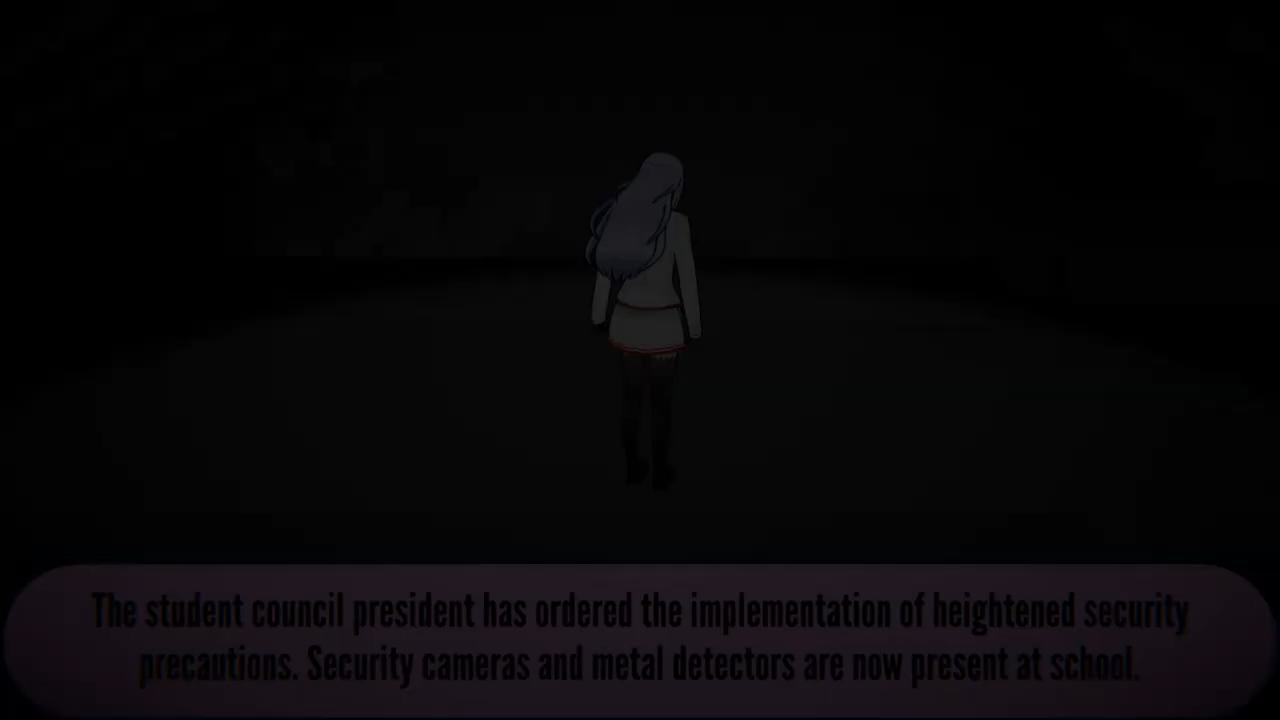 The student council president has ordered the implementation of heightened security
precautions. Security cameras and metal detectors are now present at school.